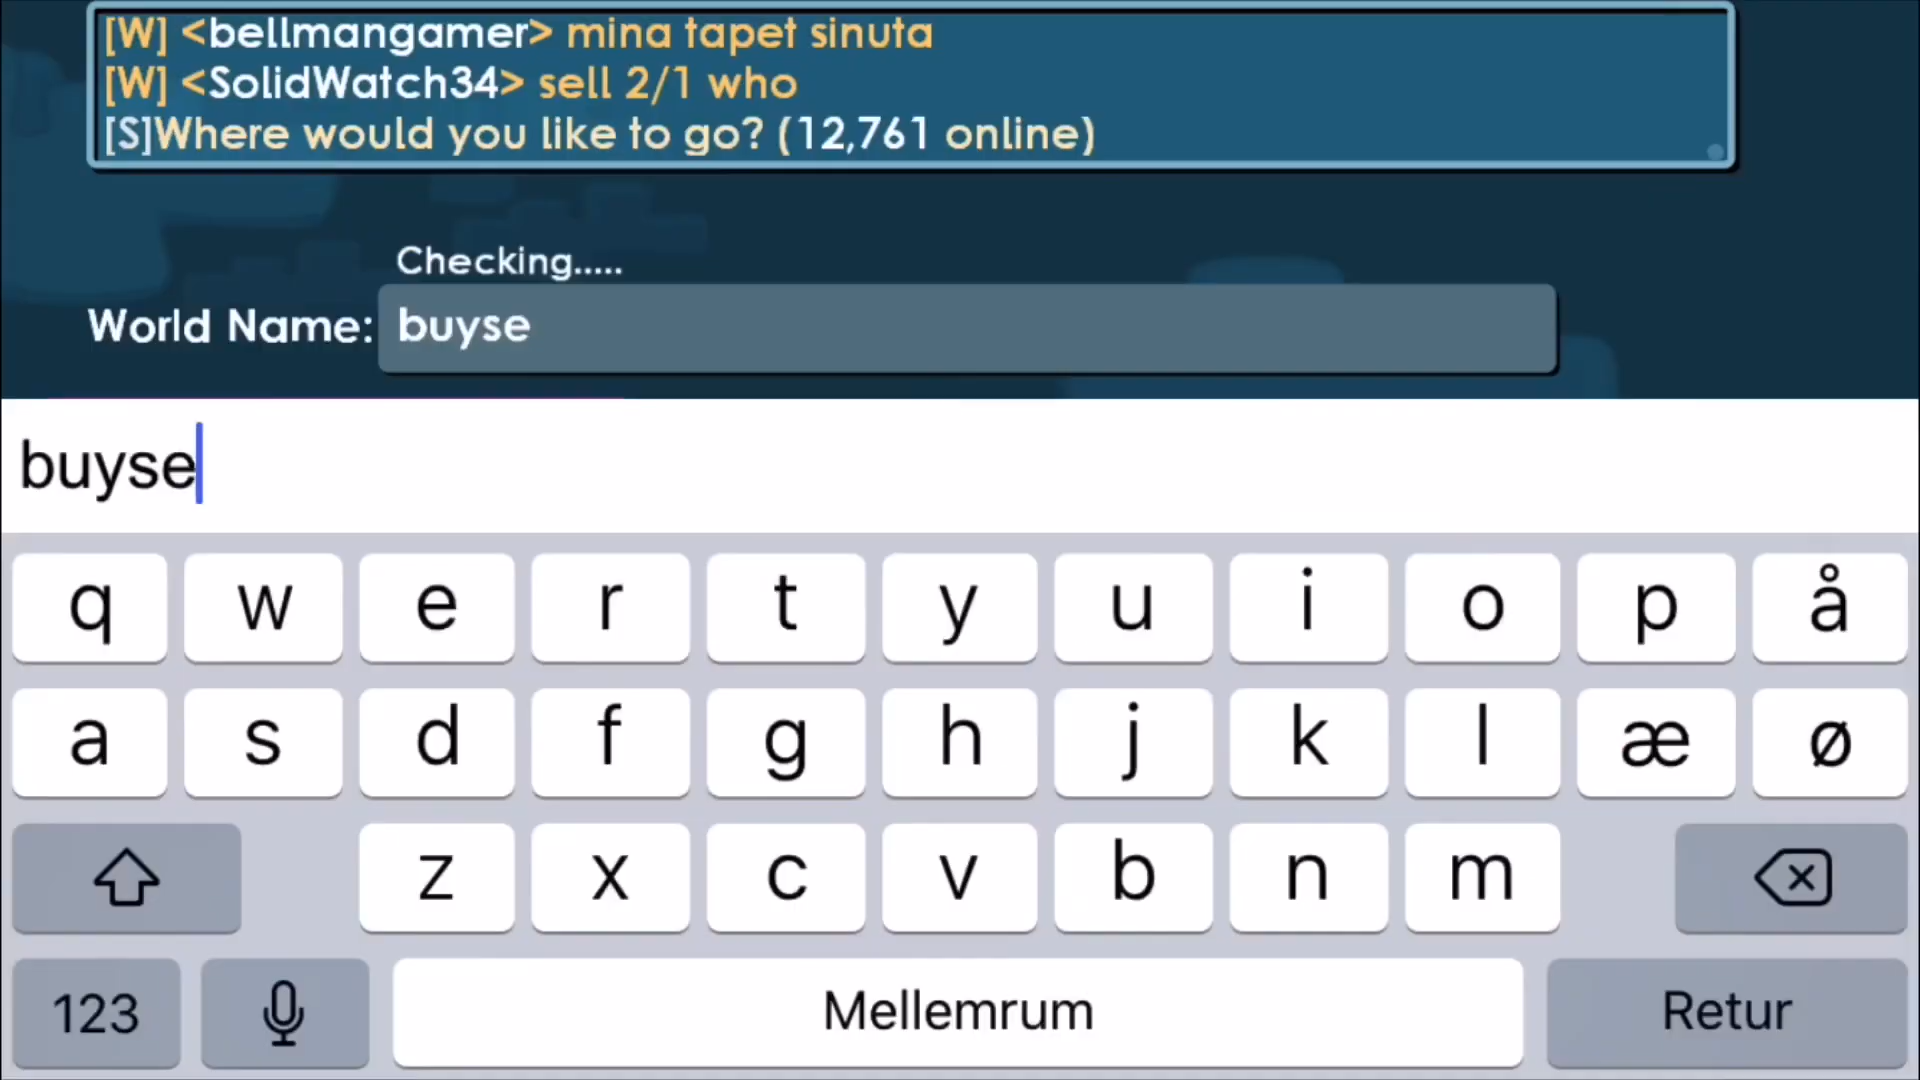 [W] <bellmangamer> mina tapet sinuta
[W] <SolidWatch34> sell 2/1 who
[S]Where would you like to go? (12,761 online)
Checking.....
World Name: buyse
buyse
q w e r t y u i o p å
a s d f g h j k l æ ø
z x c v b n m
123 Mellemrum Retur